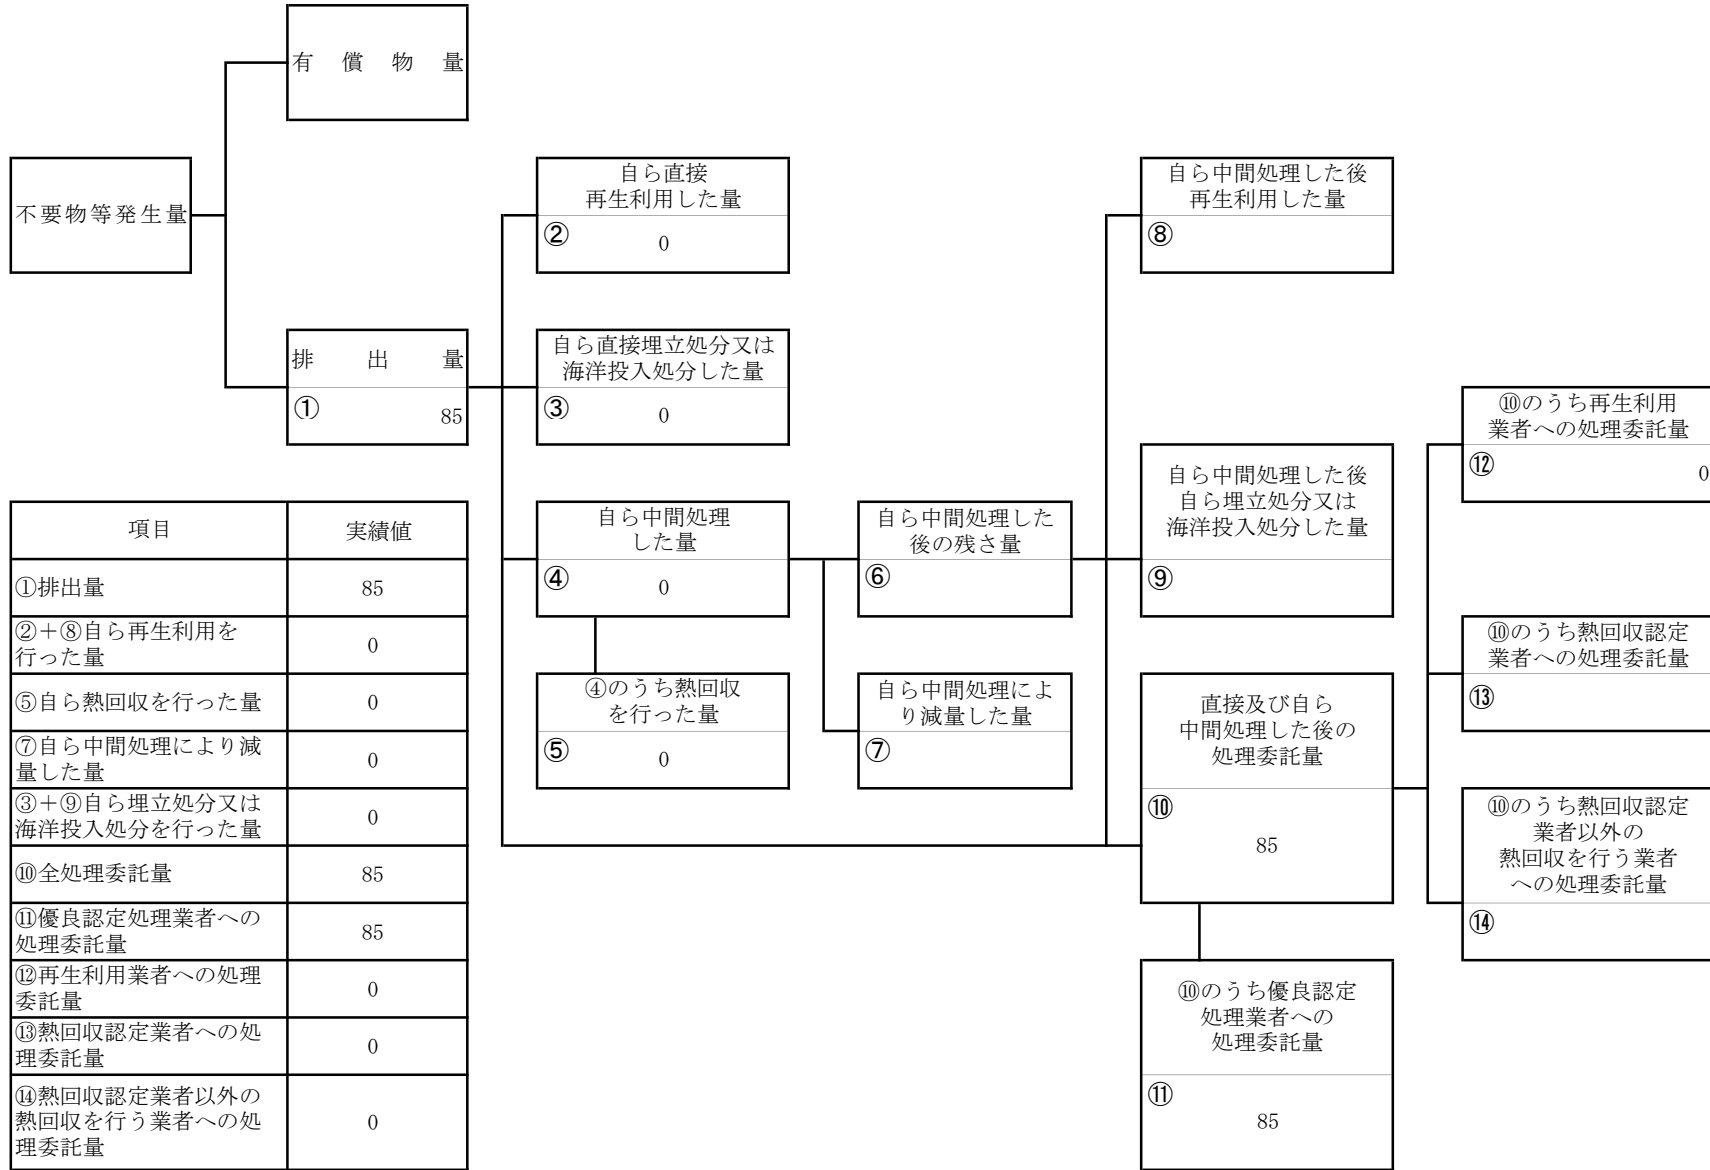 有償物量
不要物等発生量
排出量
①
85
自ら直接
再生利用した量
②
0
自ら直接埋立処分又は
海洋投入処分した量
③
0
自ら中間処理
した量
④
0
④のうち熱回収
を行った量
⑤
0
自ら中間処理した
後の残さ量
⑥
自ら中間処理によ
り減量した量
⑦
自ら中間処理した後
再生利用した量
⑧
自ら中間処理した後
自ら埋立処分又は
海洋投入処分した量
⑨
直接及び自ら
中間処理した後の
処理委託量
⑩
85
⑩のうち優良認定
処理業者への
処理委託量
⑪
85
⑩のうち再生利用
業者への処理委託量
⑫
0
⑩のうち熱回収認定
業者への処理委託量
⑬
⑩のうち熱回収認定
業者以外の
熱回収を行う業者
への処理委託量
⑭
項目
実績値
①排出量
85
②＋⑧自ら再生利用を
行った量
0
⑤自ら熱回収を行った量
0
⑦自ら中間処理により減
量した量
0
③＋⑨自ら埋立処分又は
海洋投入処分を行った量
0
⑩全処理委託量
85
⑪優良認定処理業者への
処理委託量
85
⑫再生利用業者への処理
委託量
0
⑬熱回収認定業者への処
理委託量
0
⑭熱回収認定業者以外の
熱回収を行う業者への処
理委託量
0